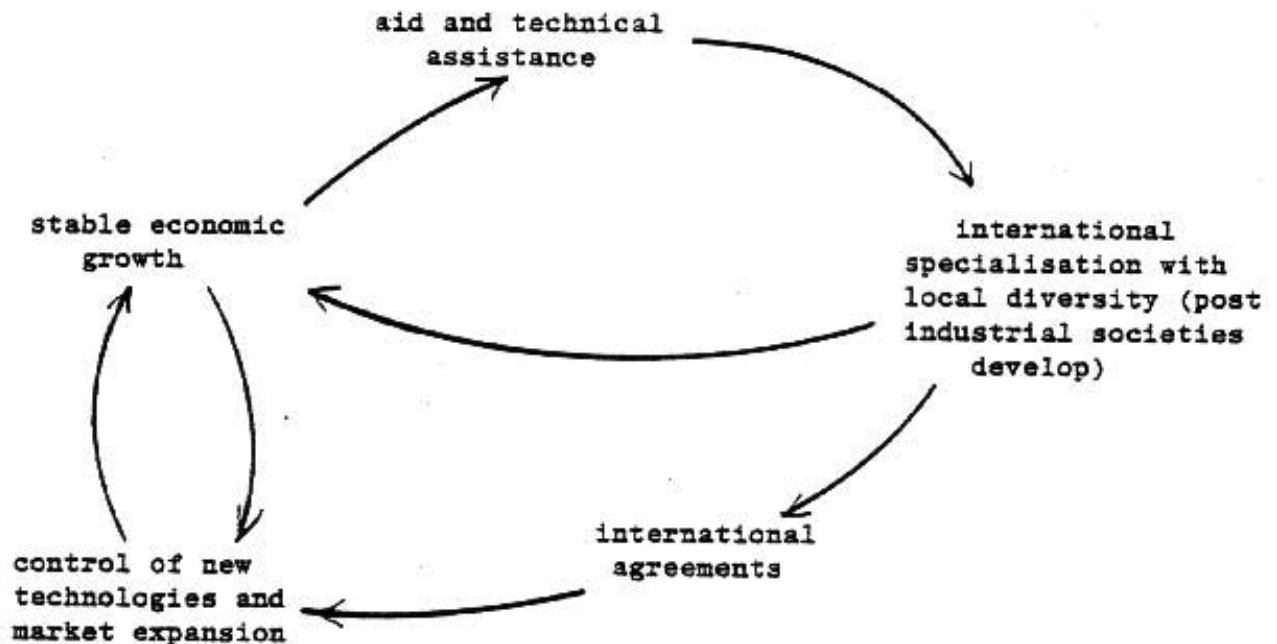 aid and technical
assistance
stable economic
growth
international
specialisation with
local diversity (post
industrial societies
develop)
international
agreements
control of new
technologies and
market expansion